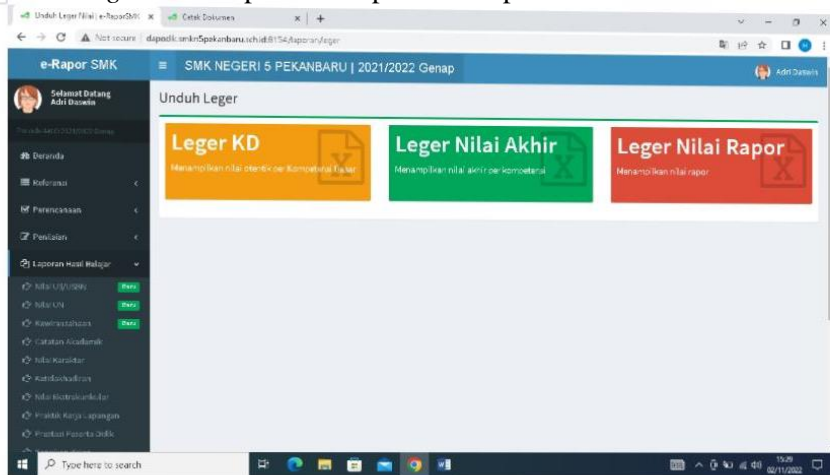 Unduh Leger Nilai | e-RaporSMK
Cetak Dokumen
Not secure
dapodik.smkn5pekanbaru.sch.id:8154/laporan/leger
e-Rapor SMK
SMK NEGERI 5 PEKANBARU | 2021/2022 Genap
Adri Daswin
Selamat Datang
Adri Daswin
Unduh Leger
Leger KD
Menampilkan nilai otentik per Kompetensi Dasar
Leger Nilai Akhir
Menampilkan nilai akhir per kompetensi
Leger Nilai Rapor
Menampilkan nilai rapor
Beranda
Referensi
Perencanaan
Penilaian
Laporan Hasil Belajar
Nilai US/USBN
Baru
Nilai UN
Baru
Kewirausahaan
Baru
Catatan Akademik
Nilai Karakter
Ketidakhadiran
Nilai Ekstrakurikuler
Praktik Kerja Lapangan
Prestasi Peserta Didik
Type here to search
15:29
02/11/2022